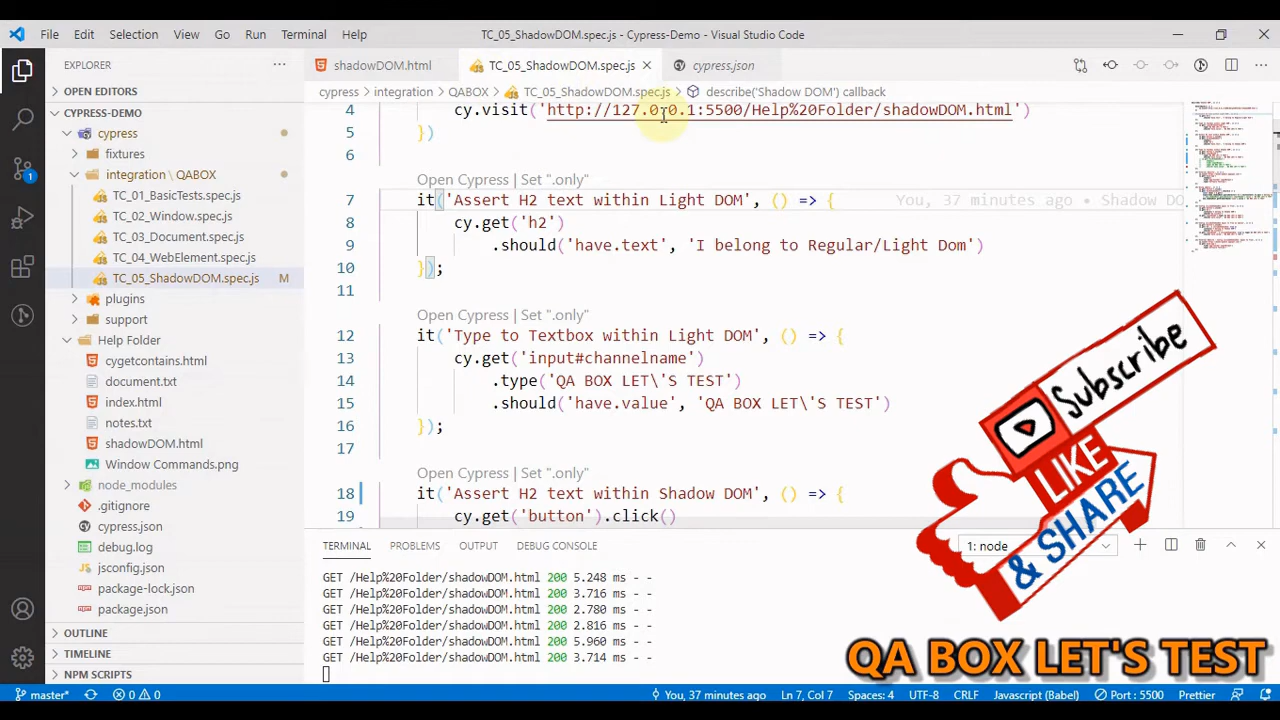 File Edit Selection View Go Run Terminal Help
TC_05_ShadowDOM.spec.js - Cypress-Demo - Visual Studio Code
EXPLORER
OPEN EDITORS
CYPRESS-DEMO
cypress
fixtures
integration \ QABOX
TC_01_BasicTests.spec.js
TC_02_Window.spec.js
TC_03_Document.spec.js
TC_04_WebElement.spec.js
TC_05_ShadowDOM.spec.js M
plugins
support
Help Folder
cygetcontains.html
document.txt
index.html
notes.txt
shadowDOM.html
Window Commands.png
node_modules
.gitignore
cypress.json
debug.log
jsconfig.json
package-lock.json
package.json
OUTLINE
TIMELINE
NPM SCRIPTS
shadowDOM.html TC_05_ShadowDOM.spec.js cypress.json
cypress > integration > QABOX > TC_05_ShadowDOM.spec.js > describe('Shadow DOM') callback
4 cy.visit('http://127.0.0.1:5500/Help%20Folder/shadowDOM.html')
5 })
6
Open Cypress | Set ".only"
it('Assert H2 text within Light DOM', () => {
8 cy.get('h2')
9 .should('have.text', 'I belong to Regular/Light Dom')
10 });
11
Open Cypress | Set ".only"
12 it('Type to Textbox within Light DOM', () => {
13 cy.get('input#channelname')
14 .type('QA BOX LET\'S TEST')
15 .should('have.value', 'QA BOX LET\'S TEST')
16 });
17
Open Cypress | Set ".only"
18 it('Assert H2 text within Shadow DOM', () => {
19 cy.get('button').click()
Subscribe
LIKE
& SHARE
TERMINAL PROBLEMS OUTPUT DEBUG CONSOLE 1: node
GET /Help%20Folder/shadowDOM.html 200 5.248 ms - -
GET /Help%20Folder/shadowDOM.html 200 3.716 ms - -
GET /Help%20Folder/shadowDOM.html 200 2.780 ms - -
GET /Help%20Folder/shadowDOM.html 200 2.816 ms - -
GET /Help%20Folder/shadowDOM.html 200 5.960 ms - -
GET /Help%20Folder/shadowDOM.html 200 3.714 ms - -
QA BOX LET'S TEST
master* 0 0 You, 37 minutes ago Ln 7, Col 7 Spaces: 4 UTF-8 CRLF Javascript (Babel) Port : 5500 Prettier